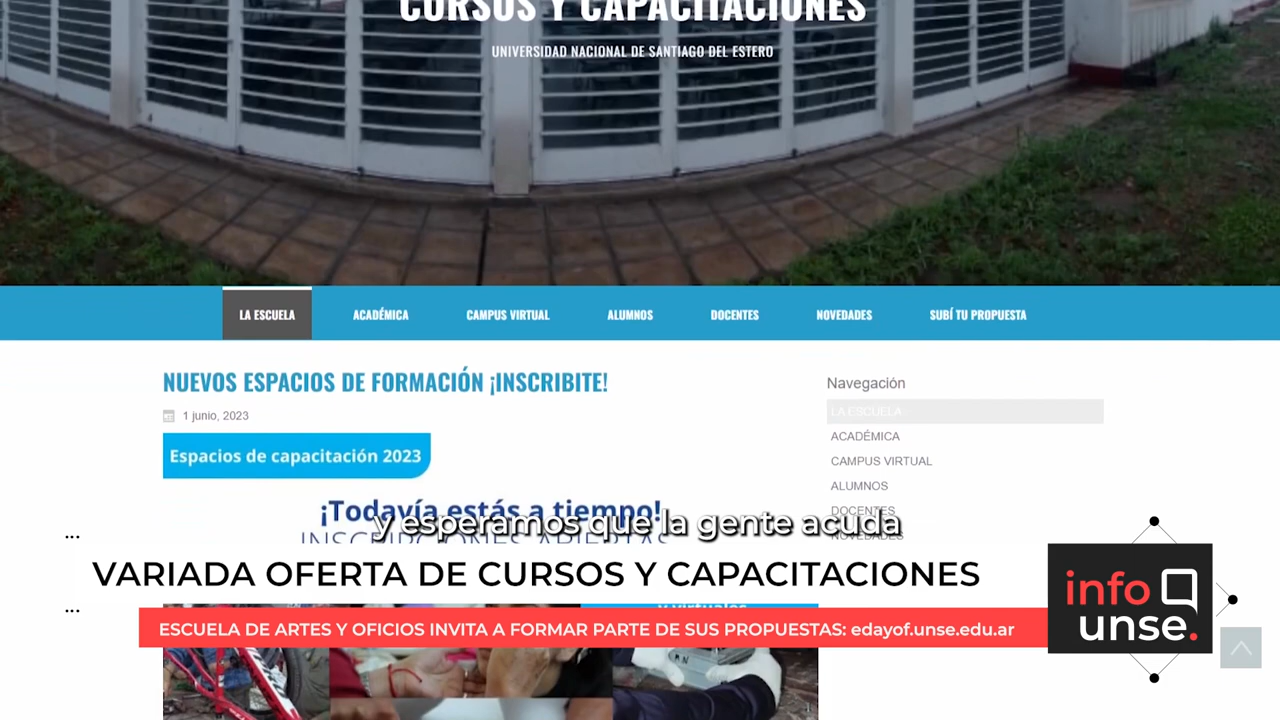 CURSOS Y CAPACITACIONES
UNIVERSIDAD NACIONAL DE SANTIAGO DEL ESTERO
LA ESCUELA
ACADÉMICA
CAMPUS VIRTUAL
ALUMNOS
DOCENTES
NOVEDADES
SUBÍ TU PROPUESTA
NUEVOS ESPACIOS DE FORMACIÓN ¡INSCRIBITE!
1 junio, 2023
Espacios de capacitación 2023
¡Todavía estás a tiempo!
INSCRIPCIONES ABIERTAS
y virtuales
Navegación
LA ESCUELA
ACADÉMICA
CAMPUS VIRTUAL
ALUMNOS
DOCENTES
NOVEDADES
y esperamos que la gente acuda
VARIADA OFERTA DE CURSOS Y CAPACITACIONES
ESCUELA DE ARTES Y OFICIOS INVITA A FORMAR PARTE DE SUS PROPUESTAS: edayof.unse.edu.ar
info
unse.